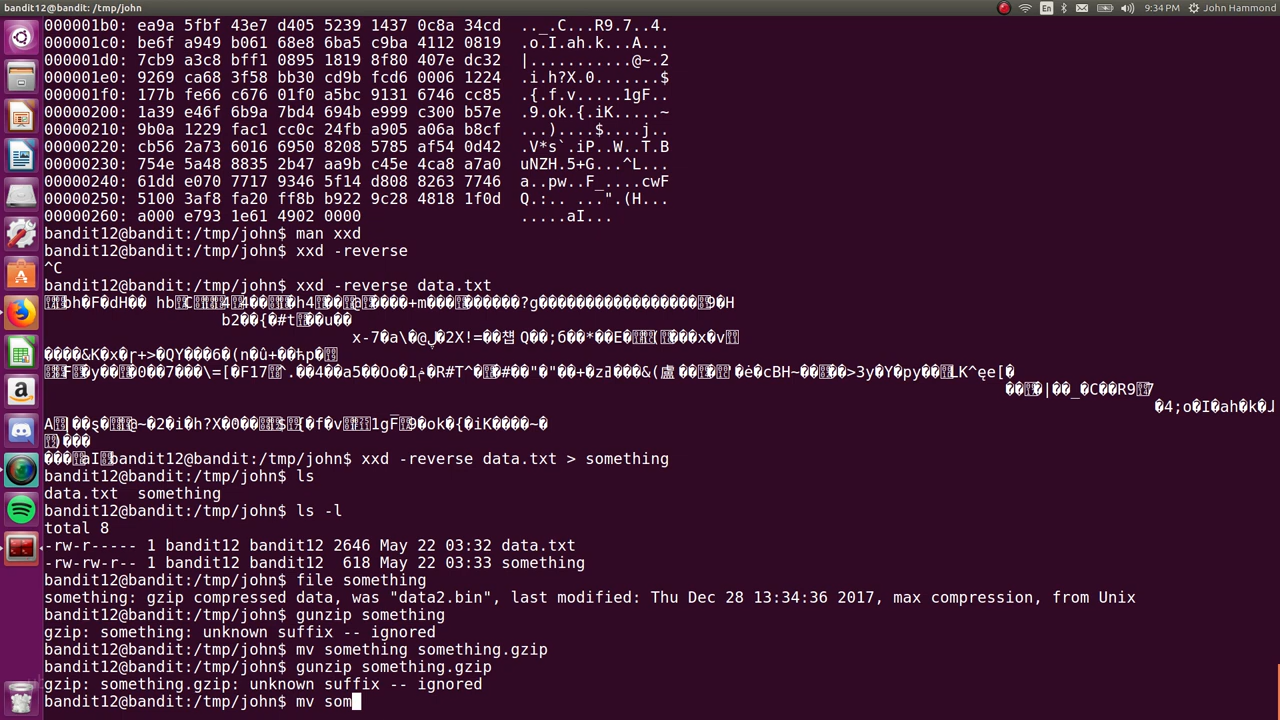 bandit12@bandit: /tmp/john
En
9:34 PM
John Hammond
000001b0: ea9a 5fbf 43e7 d405 5239 1437 0c8a 34cd  .._.C...R9.7..4.
000001c0: be6f a949 b061 68e8 6ba5 c9ba 4112 0819  .o.I.ah.k...A...
000001d0: 7cb9 a3c8 bff1 0895 1819 8f80 407e dc32  |...........@~.2
000001e0: 9269 ca68 3f58 bb30 cd9b fcd6 0006 1224  .i.h?X.0.......$
000001f0: 177b fe66 c676 01f0 a5bc 9131 6746 cc85  .{.f.v.....1gF..
00000200: 1a39 e46f 6b9a 7bd4 694b e999 c300 b57e  .9.ok.{.iK.....~
00000210: 9b0a 1229 fac1 cc0c 24fb a905 a06a b8cf  ...)....$....j..
00000220: cb56 2a73 6016 6950 8208 5785 af54 0d42  .V*s`.iP..W..T.B
00000230: 754e 5a48 8835 2b47 aa9b c45e 4ca8 a7a0  uNZH.5+G...^L...
00000240: 61dd e070 7717 9346 5f14 d808 8263 7746  a..pw..F_....cwF
00000250: 5100 3af8 fa20 ff8b b922 9c28 4818 1f0d  Q.:.. ...".(H...
00000260: a000 e793 1e61 4902 0000                 .....aI...
bandit12@bandit:/tmp/john$ man xxd
bandit12@bandit:/tmp/john$ xxd -reverse
^C
bandit12@bandit:/tmp/john$ xxd -reverse data.txt
bandit12@bandit:/tmp/john$ xxd -reverse data.txt > something
bandit12@bandit:/tmp/john$ ls
data.txt  something
bandit12@bandit:/tmp/john$ ls -l
total 8
-rw-r----- 1 bandit12 bandit12 2646 May 22 03:32 data.txt
-rw-rw-r-- 1 bandit12 bandit12  618 May 22 03:33 something
bandit12@bandit:/tmp/john$ file something
something: gzip compressed data, was "data2.bin", last modified: Thu Dec 28 13:34:36 2017, max compression, from Unix
bandit12@bandit:/tmp/john$ gunzip something
gzip: something: unknown suffix -- ignored
bandit12@bandit:/tmp/john$ mv something something.gzip
bandit12@bandit:/tmp/john$ gunzip something.gzip
gzip: something.gzip: unknown suffix -- ignored
bandit12@bandit:/tmp/john$ mv som